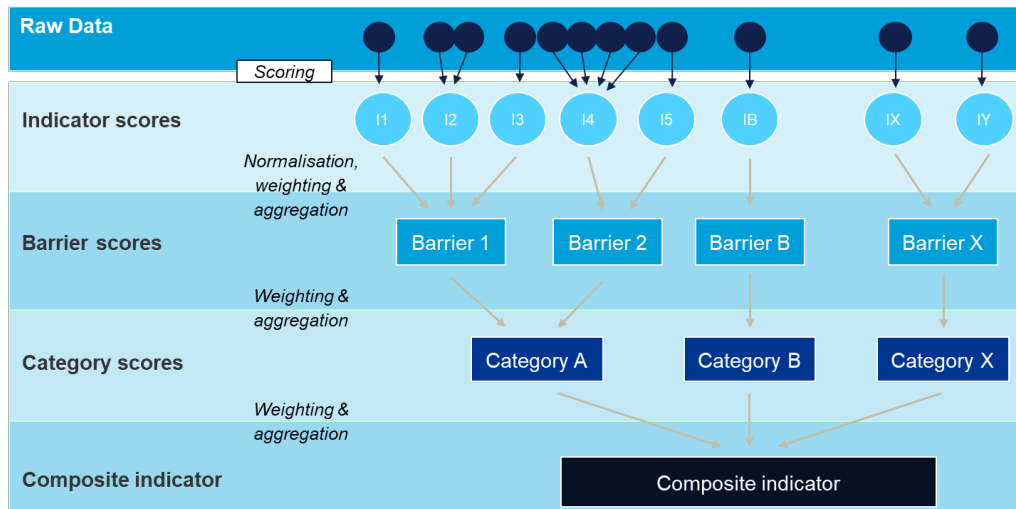 Raw Data
Scoring
Indicator scores
I1
I2
I3
I4
I5
IB
IX
IY
Normalisation,
weighting &
aggregation
Barrier scores
Barrier 1
Barrier 2
Barrier B
Barrier X
Weighting &
aggregation
Category scores
Category A
Category B
Category X
Weighting &
aggregation
Composite indicator
Composite indicator